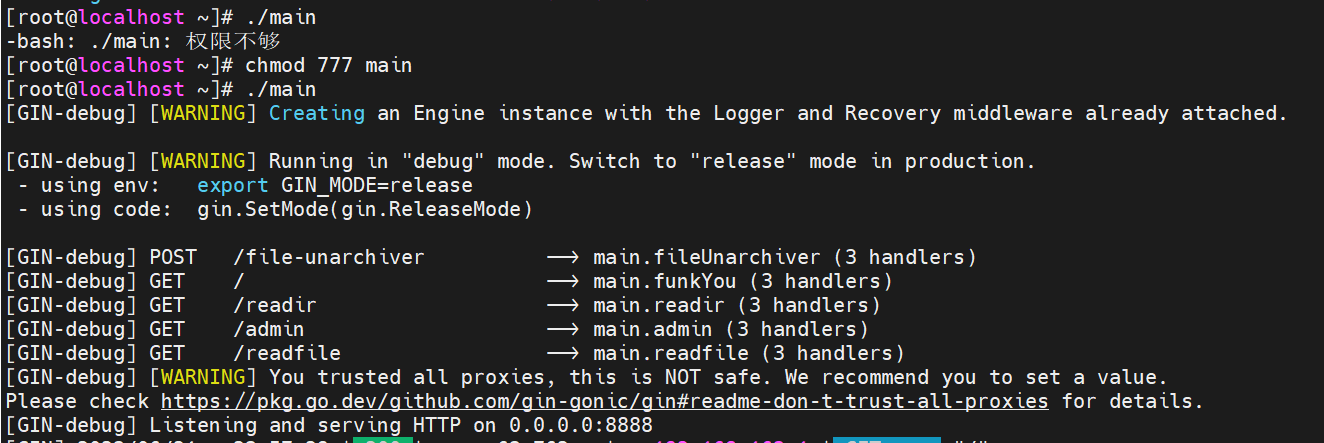 [root@localhost ~]# ./main
-bash: ./main: 权限不够
[root@localhost ~]# chmod 777 main
[root@localhost ~]# ./main
[GIN-debug] [WARNING] Creating an Engine instance with the Logger and Recovery middleware already attached.
[GIN-debug] [WARNING] Running in "debug" mode. Switch to "release" mode in production.
- using env: export GIN_MODE=release
- using code: gin.SetMode(gin.ReleaseMode)
[GIN-debug] POST /file-unarchiver --> main.fileUnarchiver (3 handlers)
[GIN-debug] GET / --> main.funkYou (3 handlers)
[GIN-debug] GET /readir --> main.readir (3 handlers)
[GIN-debug] GET /admin --> main.admin (3 handlers)
[GIN-debug] GET /readfile --> main.readfile (3 handlers)
[GIN-debug] [WARNING] You trusted all proxies, this is NOT safe. We recommend you to set a value.
Please check https://pkg.go.dev/github.com/gin-gonic/gin#readme-don-t-trust-all-proxies for details.
[GIN-debug] Listening and serving HTTP on 0.0.0.0:8888